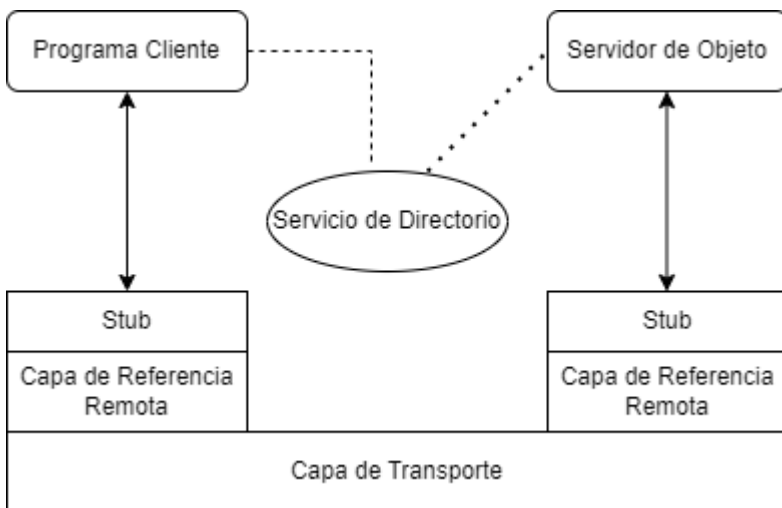 Programa Cliente
Servidor de Objeto
Servicio de Directorio
Stub
Stub
Capa de Referencia
Remota
Capa de Referencia
Remota
Capa de Transporte